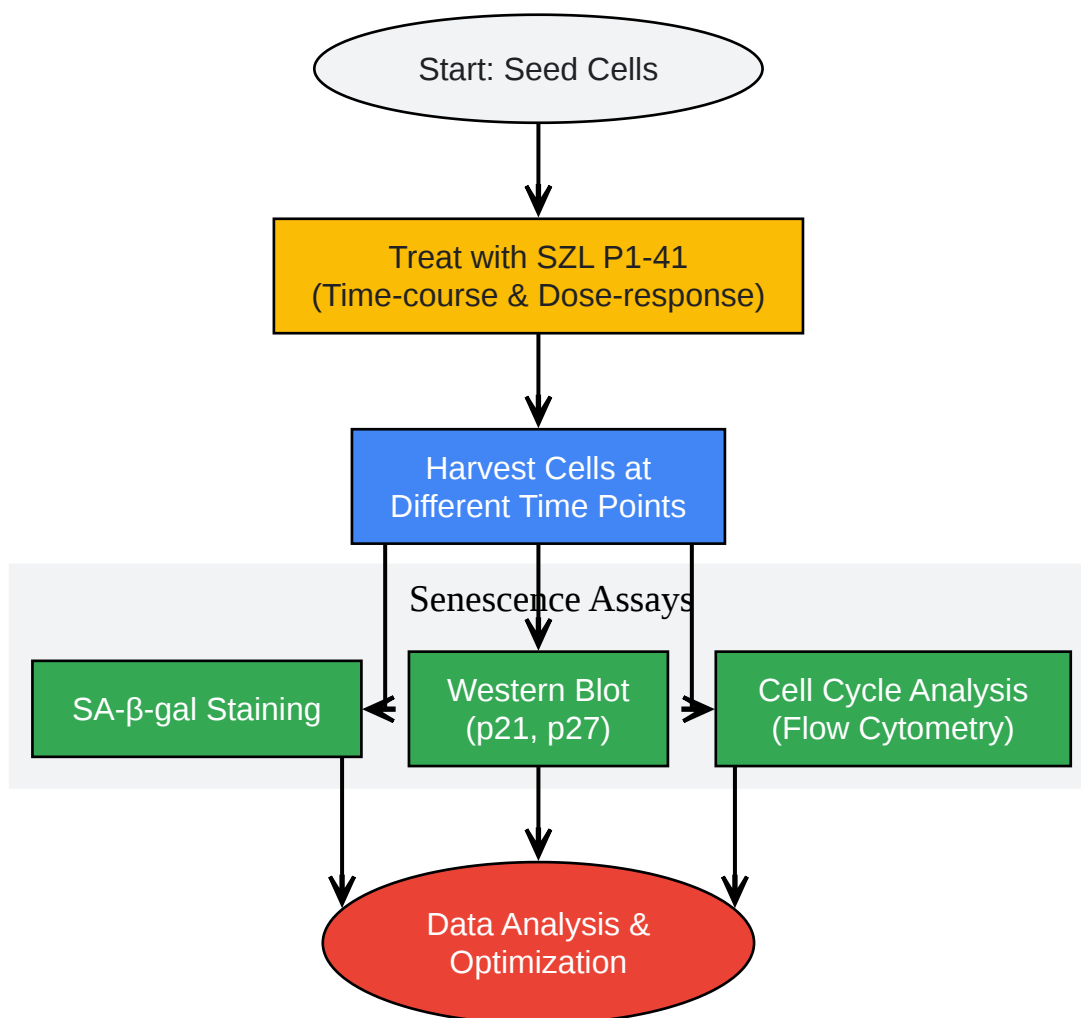 Start: Seed Cells
Treat with SZL P1-41
(Time-course & Dose-response)
Harvest Cells at
Different Time Points
Senescence Assays
SA-β-gal Staining
Western Blot
(p21, p27)
Cell Cycle Analysis
(Flow Cytometry)
Data Analysis &
Optimization